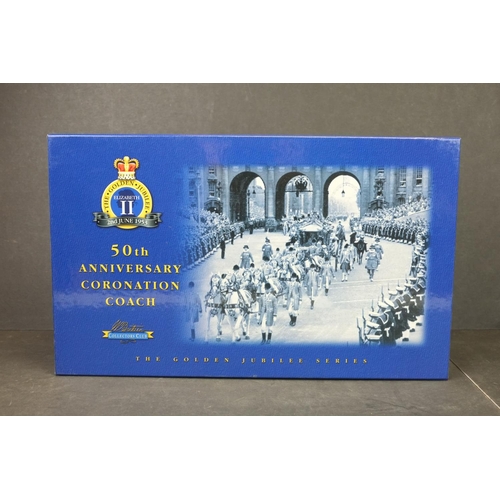 THE GOLDEN JUBILEE
ELIZABETH
II
2nd JUNE 1953
50th
ANNIVERSARY
CORONATION
COACH
COLLECTORS CLUB
THE GOLDEN JUBILEE SERIES